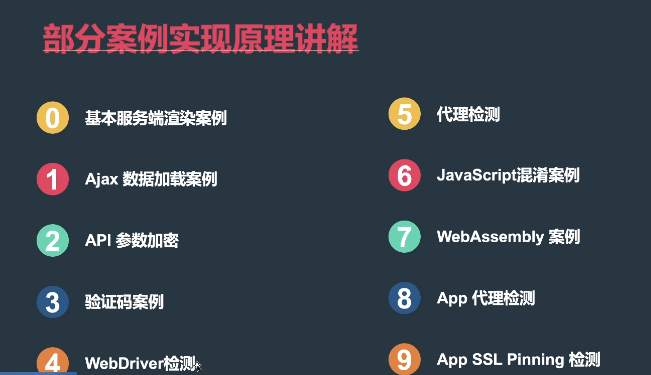 部分案例实现原理讲解
0 基本服务端渲染案例
1 Ajax 数据加载案例
2 API 参数加密
3 验证码案例
4 WebDriver检测
5 代理检测
6 JavaScript混淆案例
7 WebAssembly 案例
8 App 代理检测
9 App SSL Pinning 检测